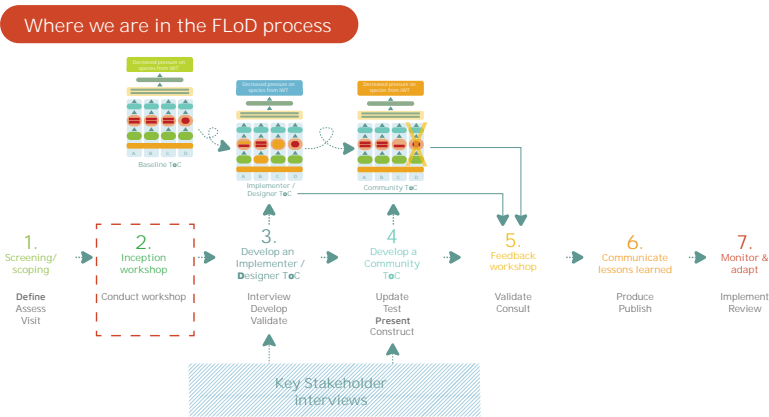 Where we are in the FLoD process
Decreased pressure on
species from IWT
A B C D
Baseline ToC
Decreased pressure on
species from IWT
A B C D
Implementer /
Designer ToC
Decreased pressure on
species from IWT
A B C D
Community ToC
1.
Screening/
scoping
Define
Assess
Visit
2.
Inception
workshop
Conduct workshop
3.
Develop an
Implementer /
Designer ToC
Interview
Develop
Validate
4
Develop a
Community
ToC
Update
Test
Present
Construct
5.
Feedback
workshop
Validate
Consult
6.
Communicate
lessons learned
Produce
Publish
7.
Monitor &
adapt
Implement
Review
Key Stakeholder
Interviews